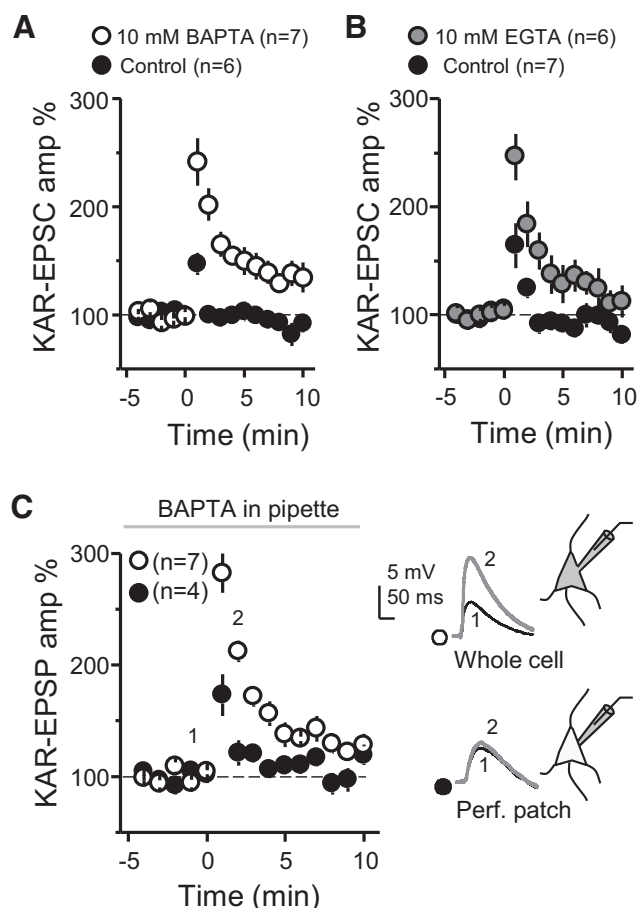 A
10 mM BAPTA (n=7)
Control (n=6)
KAR-EPSC amp %
300
200
100
-5
0
5
10
Time (min)
B
10 mM EGTA (n=6)
Control (n=7)
KAR-EPSC amp %
300
200
100
-5
0
5
10
Time (min)
C
BAPTA in pipette
(n=7)
(n=4)
KAR-EPSP amp %
300
200
100
1
2
-5
0
5
10
Time (min)
5 mV
50 ms
2
1
Whole cell
2
1
Perf. patch